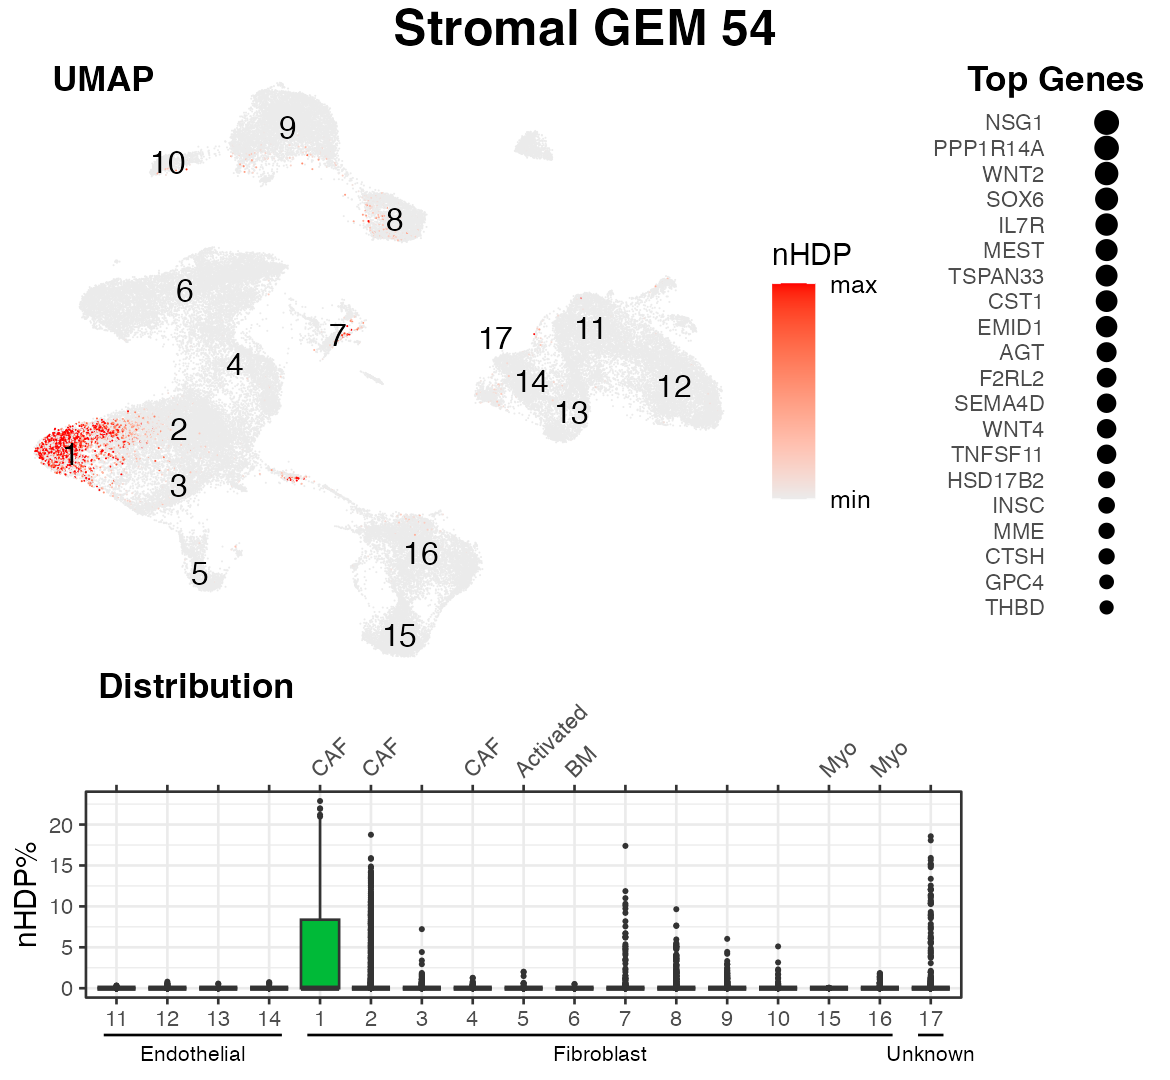 Stromal GEM 54
UMAP
9
10
8
6
7
4
2
1
3
5
16
15
17
11
14
12
13
nHDP
max
min
Top Genes
NSG1
PPP1R14A
WNT2
SOX6
IL7R
MEST
TSPAN33
CST1
EMID1
AGT
F2RL2
SEMA4D
WNT4
TNFSF11
HSD17B2
INSC
MME
CTSH
GPC4
THBD
Distribution
CAF CAF CAF Activated BM Myo Myo
nHDP%
20
15
10
5
0
11 12 13 14 1 2 3 4 5 6 7 8 9 10 15 16 17
Endothelial Fibroblast Unknown